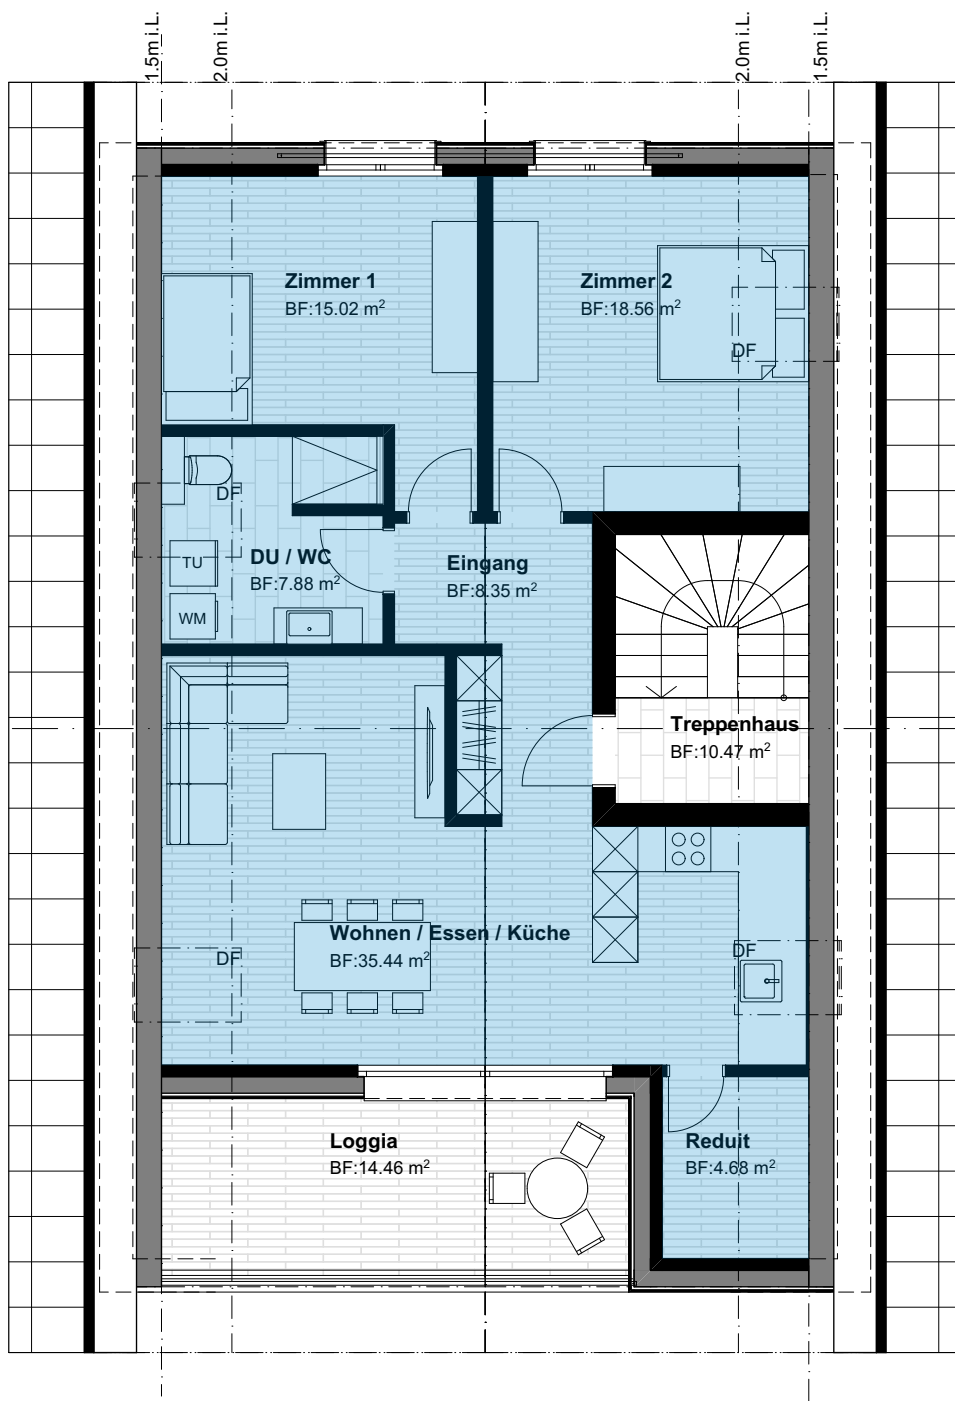 1.5m i.L.
2.0m i.L.
2.0m i.L.
1.5m i.L.
Zimmer 1
BF:15.02 m²
Zimmer 2
BF:18.56 m²
DF
DF
TU
DU / WC
BF:7.88 m²
WM
Eingang
BF:8.35 m²
Treppenhaus
BF:10.47 m²
Wohnen / Essen / Küche
BF:35.44 m²
DF
DF
Loggia
BF:14.46 m²
Reduit
BF:4.68 m²